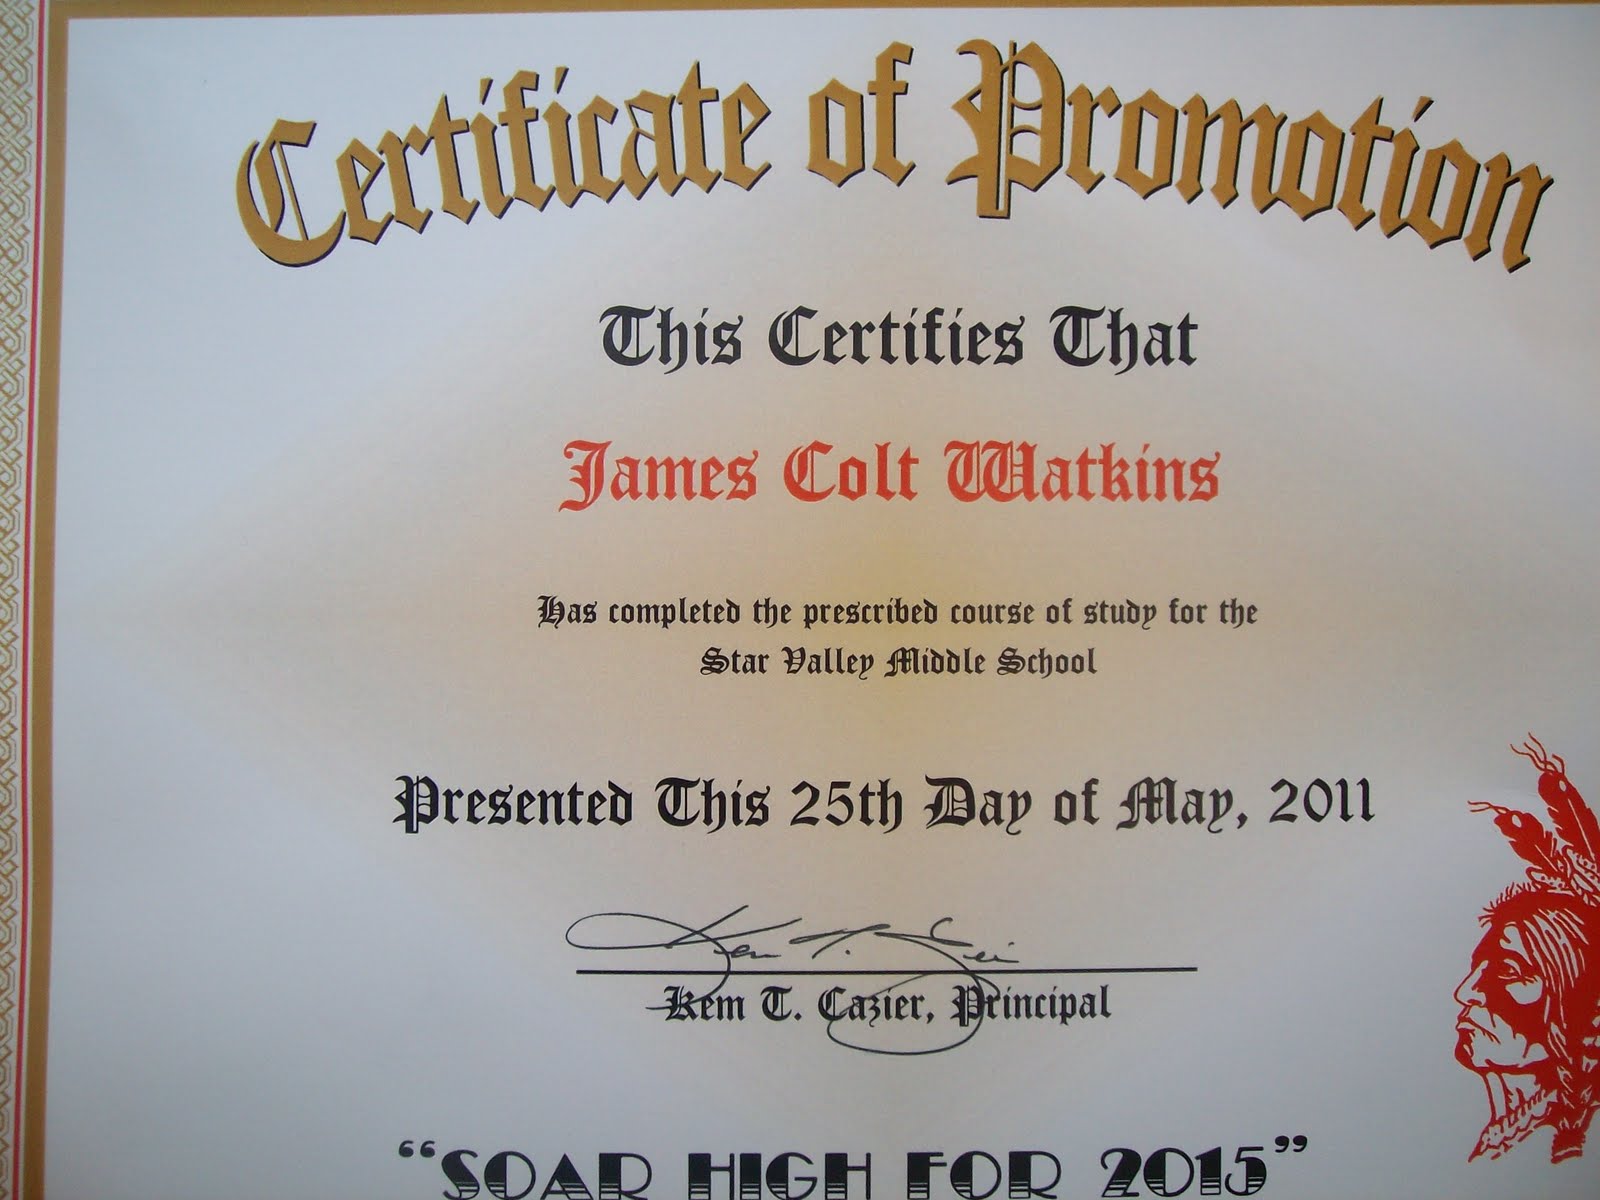 Certificate of Promotion
This Certifies That
James Colt Watkins
Has completed the prescribed course of study for the
Star Valley Middle School
Presented This 25th Day of May, 2011
Kem T. Cazier, Principal
“SOAR HIGH FOR 2015”